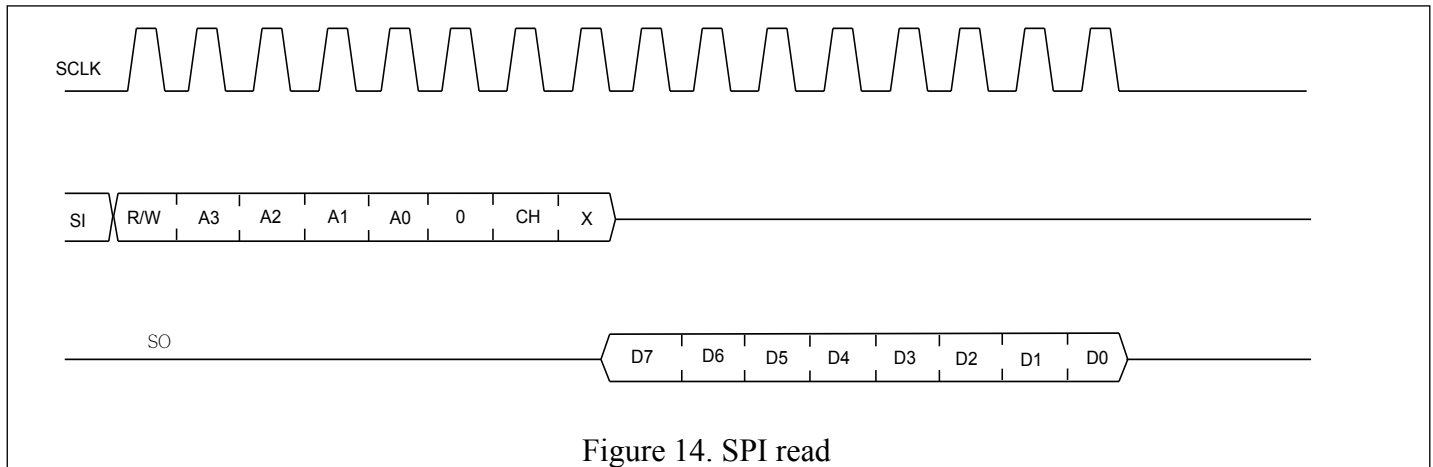 SCLK
SI R/W A3 A2 A1 A0 0 CH X
SO
D7 D6 D5 D4 D3 D2 D1 D0
Figure 14. SPI read